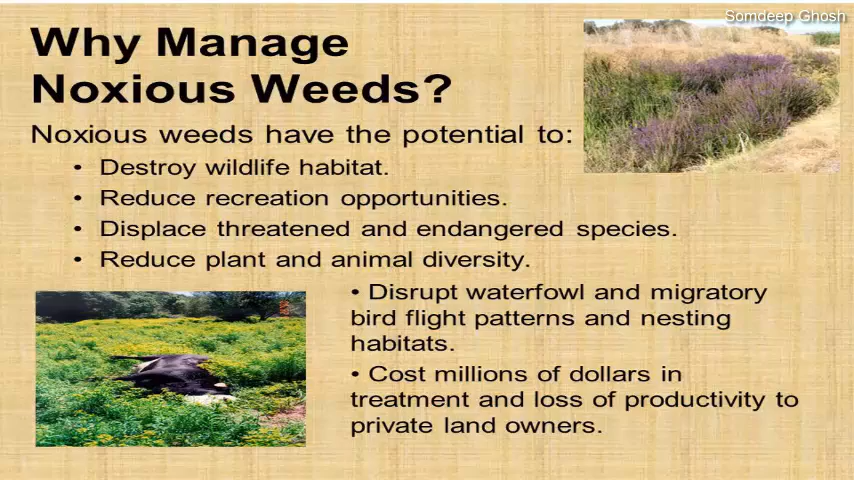 Somdeep Ghosh
Why Manage
Noxious Weeds?
Noxious weeds have the potential to:
• Destroy wildlife habitat.
• Reduce recreation opportunities.
• Displace threatened and endangered species.
• Reduce plant and animal diversity.
• Disrupt waterfowl and migratory
bird flight patterns and nesting
habitats.
• Cost millions of dollars in
treatment and loss of productivity to
private land owners.